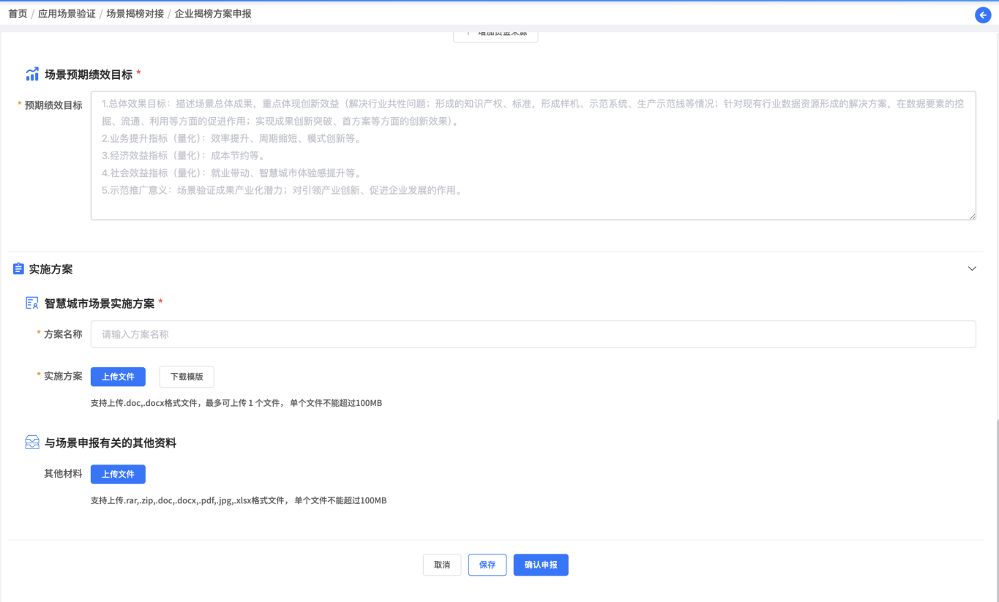 首页 / 应用场景验证 / 场景揭榜对接 / 企业揭榜方案申报
增加资金来源
场景预期绩效目标 *
* 预期绩效目标
1.总体效果目标：描述场景总体成果，重点体现创新效益（解决行业共性问题；形成的知识产权、标准，形成样机、示范系统、生产示范线等情况；针对现有行业数据资源形成的解决方案，在数据要素的挖
掘、流通、利用等方面的促进作用；实现成果创新突破、首方案等方面的创新效果）。
2.业务提升指标（量化）：效率提升、周期缩短、模式创新等。
3.经济效益指标（量化）：成本节约等。
4.社会效益指标（量化）：就业带动、智慧城市体验感提升等。
5.示范推广意义：场景验证成果产业化潜力；对引领产业创新、促进企业发展的作用。
实施方案
智慧城市场景实施方案 *
* 方案名称 请输入方案名称
* 实施方案 上传文件 下载模版
支持上传.doc,.docx格式文件，最多可上传 1 个文件， 单个文件不能超过100MB
与场景申报有关的其他资料
其他材料 上传文件
支持上传.rar,.zip,.doc,.docx,.pdf,.jpg,.xlsx格式文件， 单个文件不能超过100MB
取消 保存 确认申报